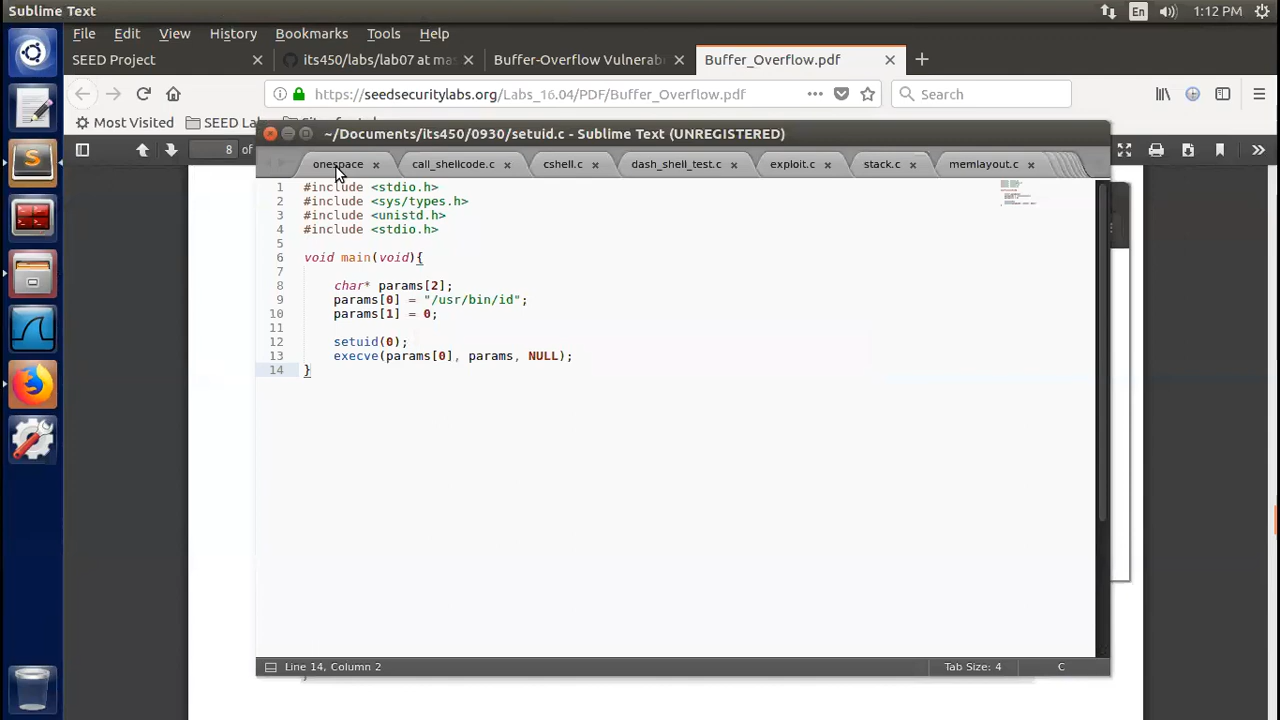 Sublime Text
En
1:12 PM
File Edit View History Bookmarks Tools Help
SEED Project
its450/labs/lab07 at mas
Buffer-Overflow Vulnerab
Buffer_Overflow.pdf
https://seedsecuritylabs.org/Labs_16.04/PDF/Buffer_Overflow.pdf
Search
Most Visited
SEED Lab
8 of
~/Documents/its450/0930/setuid.c - Sublime Text (UNREGISTERED)
onespace
call_shellcode.c
cshell.c
dash_shell_test.c
exploit.c
stack.c
memlayout.c
1 #include <stdio.h>
2 #include <sys/types.h>
3 #include <unistd.h>
4 #include <stdio.h>
5
6 void main(void){
7
8 char* params[2];
9 params[0] = "/usr/bin/id";
10 params[1] = 0;
11
12 setuid(0);
13 execve(params[0], params, NULL);
14 }
Line 14, Column 2
Tab Size: 4
C